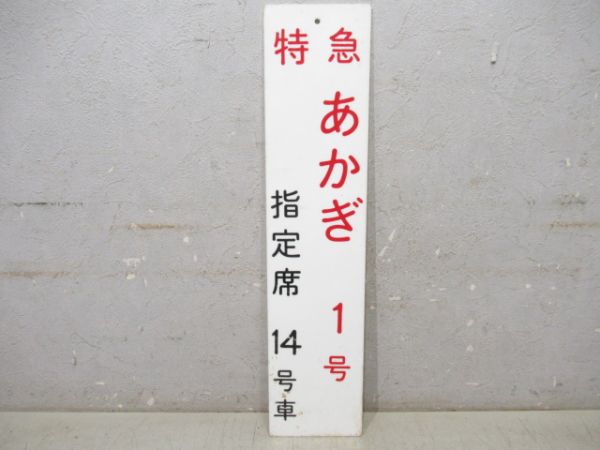 特急
あかぎ 1号
指定席 14号車